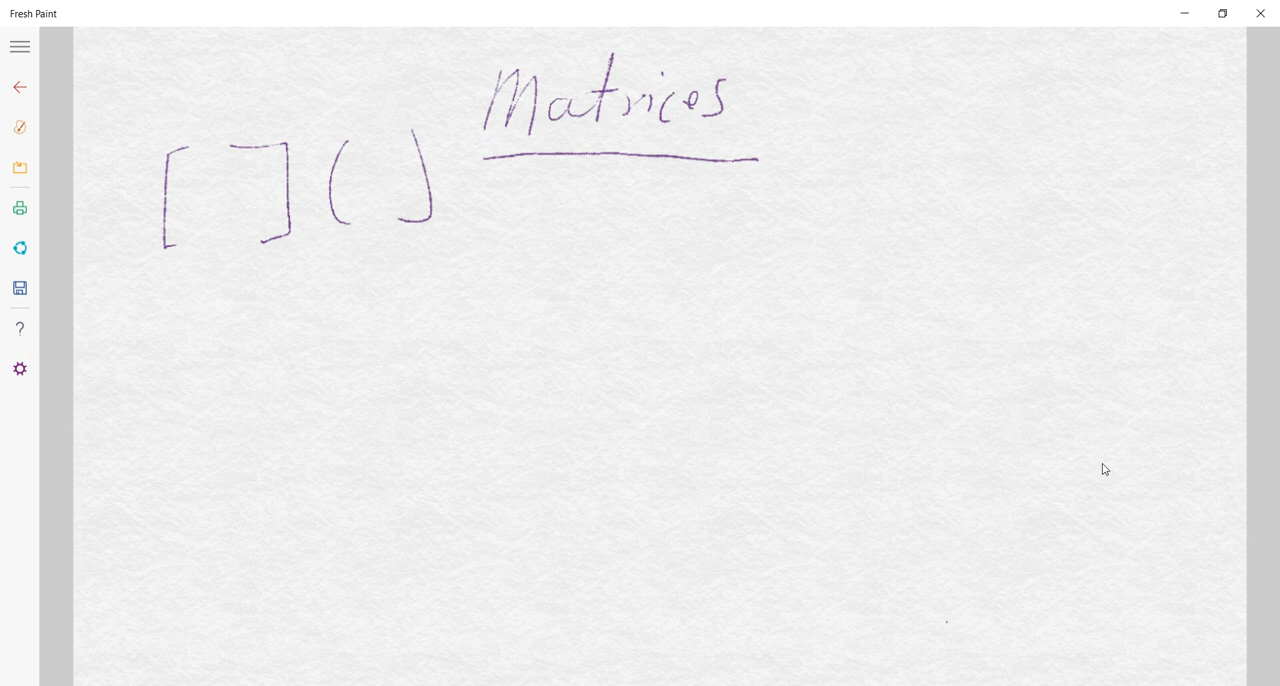 Fresh Paint
Matrices
[ ] ( )
?